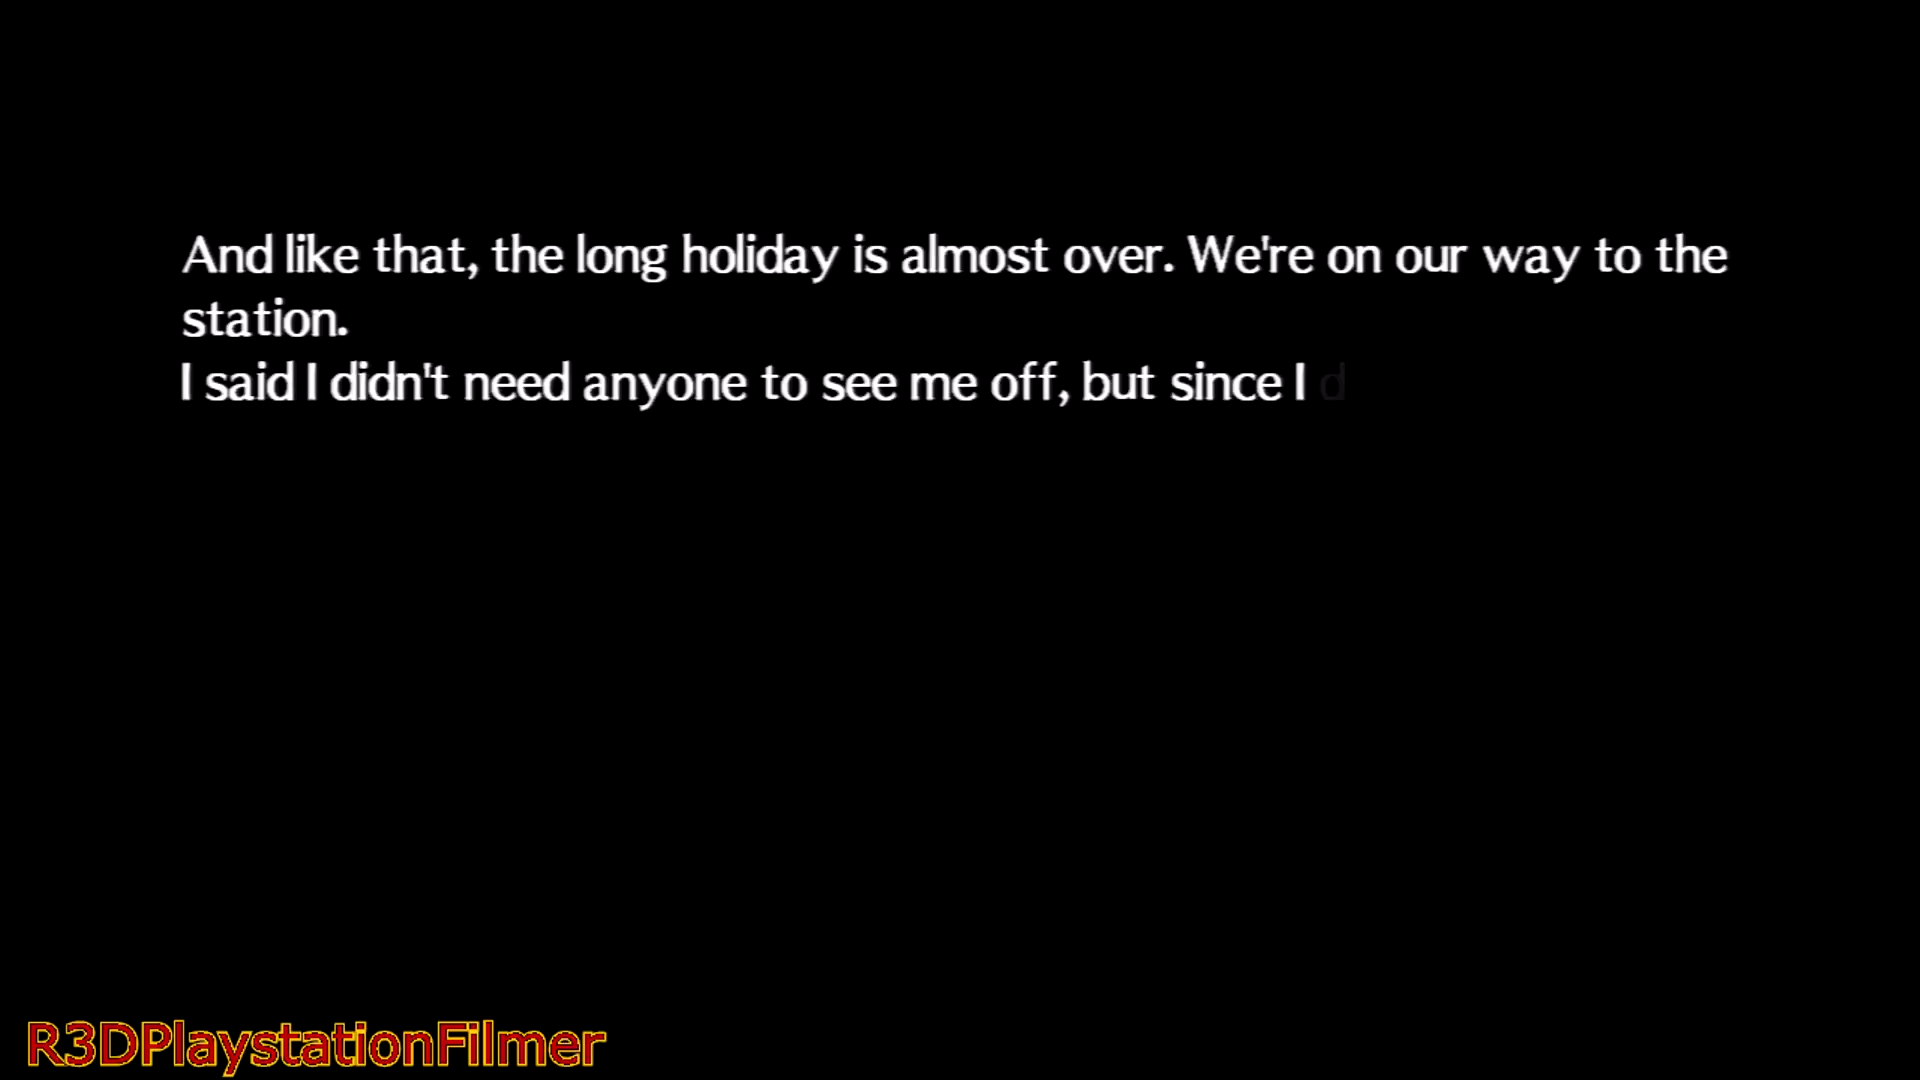 And like that, the long holiday is almost over. We're on our way to the
station.
I said I didn't need anyone to see me off, but since I d
R3DPlaystationFilmer